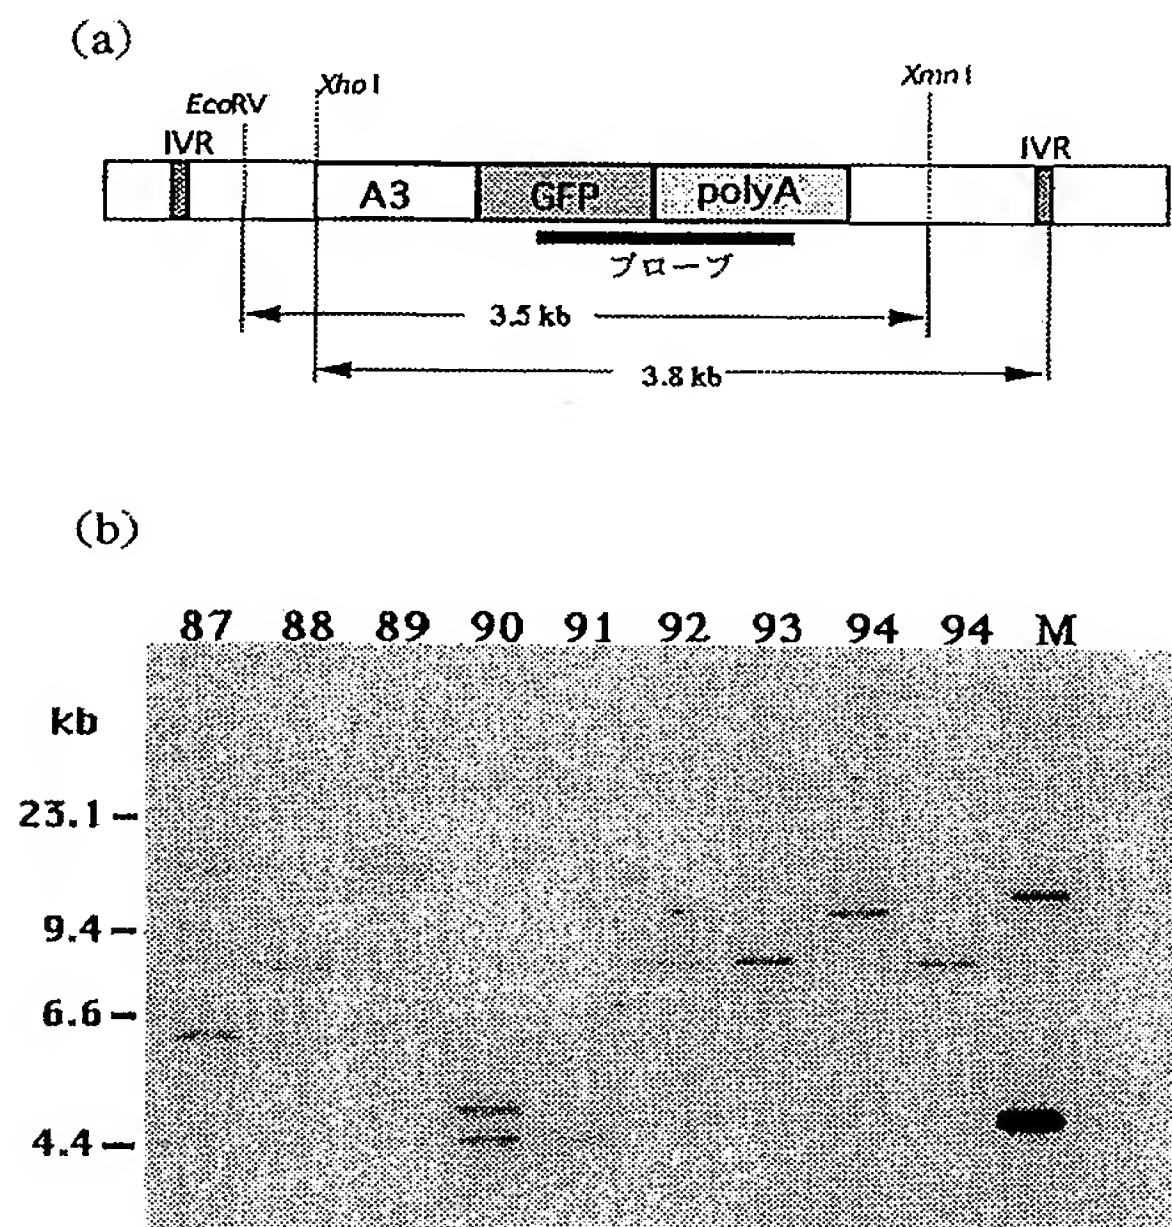 (a)
XhoI
XmnI
EcoRV
IVR
IVR
A3
GFP
polyA
プローブ
3.5 kb
3.8 kb
(b)
87 88 89 90 91 92 93 94 94 M
kb
23.1
9.4
6.6
4.4